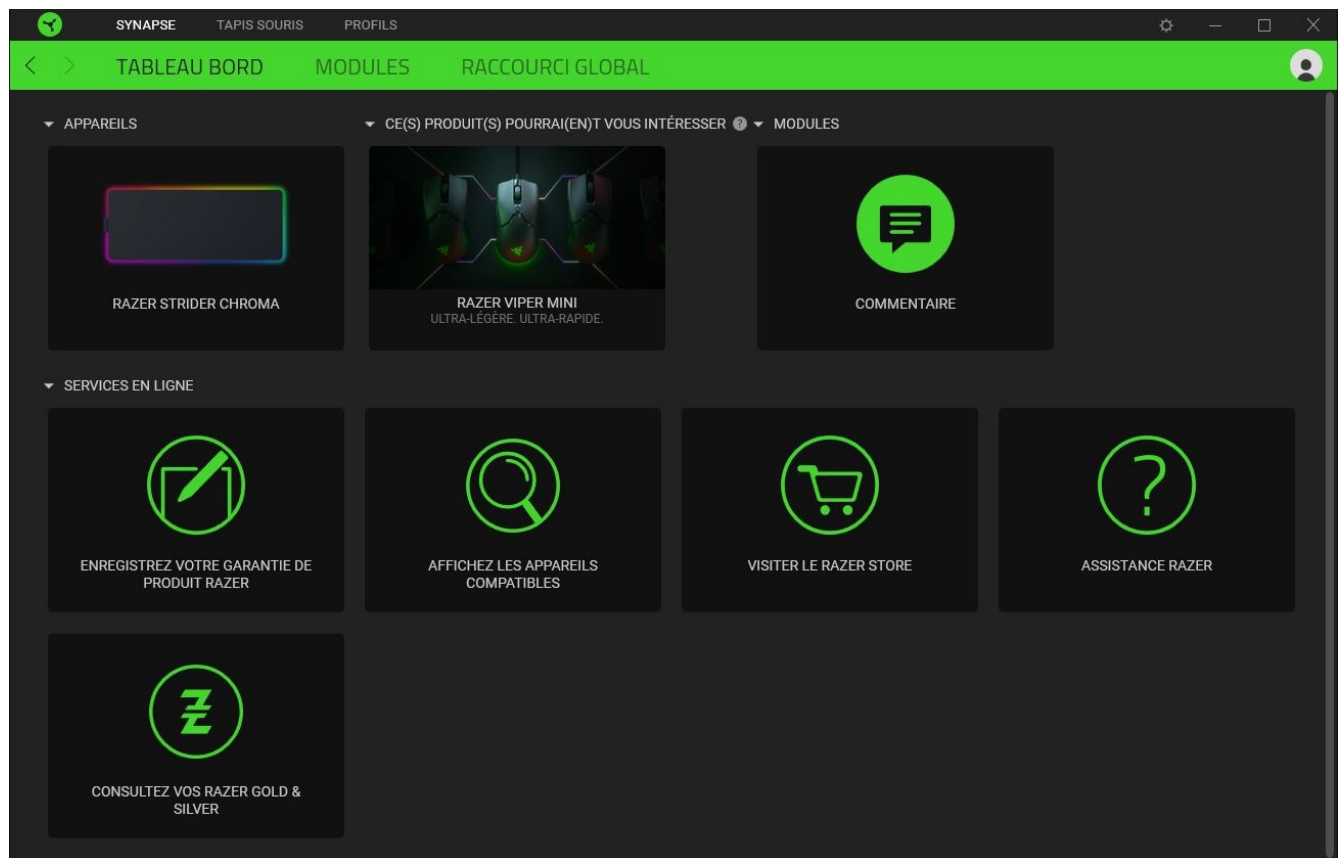 SYNAPSE TAPIS SOURIS PROFILS
TABLEAU BORD MODULES RACCOURCI GLOBAL
APPAREILS
CE(S) PRODUIT(S) POURRAI(EN)T VOUS INTÉRESSER ?
MODULES
RAZER STRIDER CHROMA
RAZER VIPER MINI
ULTRA-LÉGÈRE. ULTRA-RAPIDE.
COMMENTAIRE
SERVICES EN LIGNE
ENREGISTREZ VOTRE GARANTIE DE
PRODUIT RAZER
AFFICHEZ LES APPAREILS
COMPATIBLES
VISITER LE RAZER STORE
ASSISTANCE RAZER
CONSULTEZ VOS RAZER GOLD &
SILVER